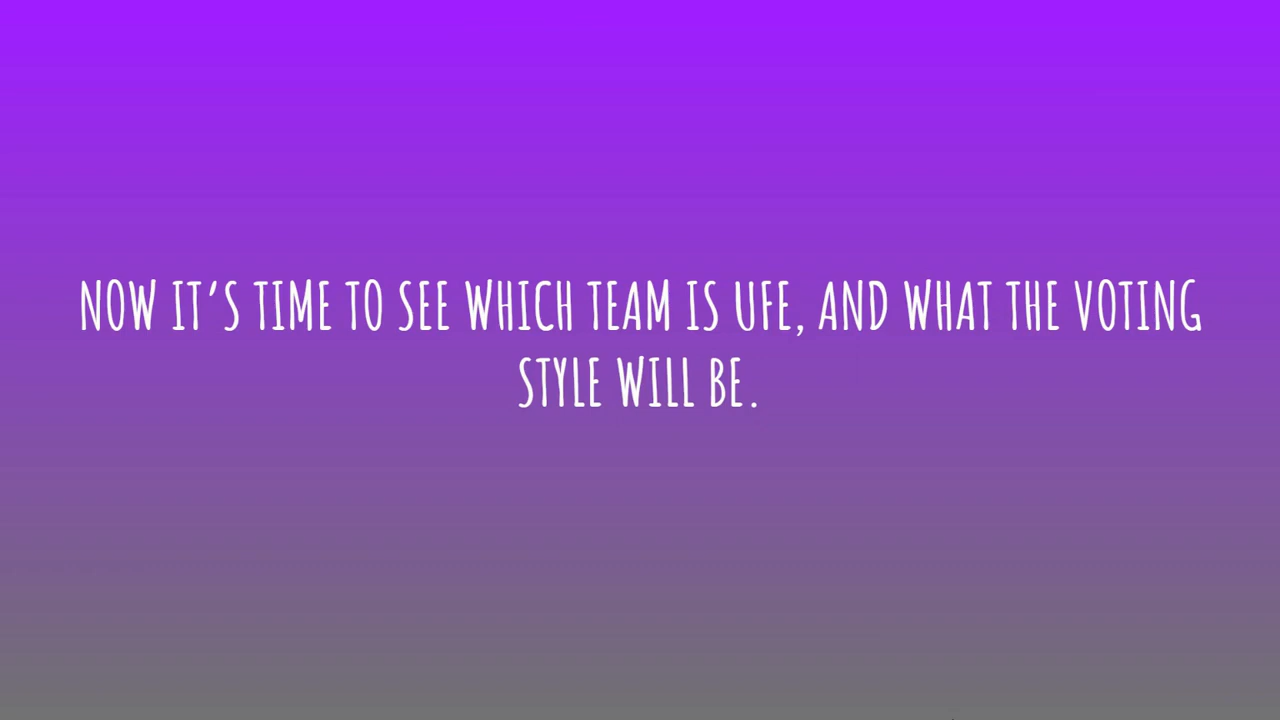 NOW IT'S TIME TO SEE WHICH TEAM IS UFE, AND WHAT THE VOTING
STYLE WILL BE.